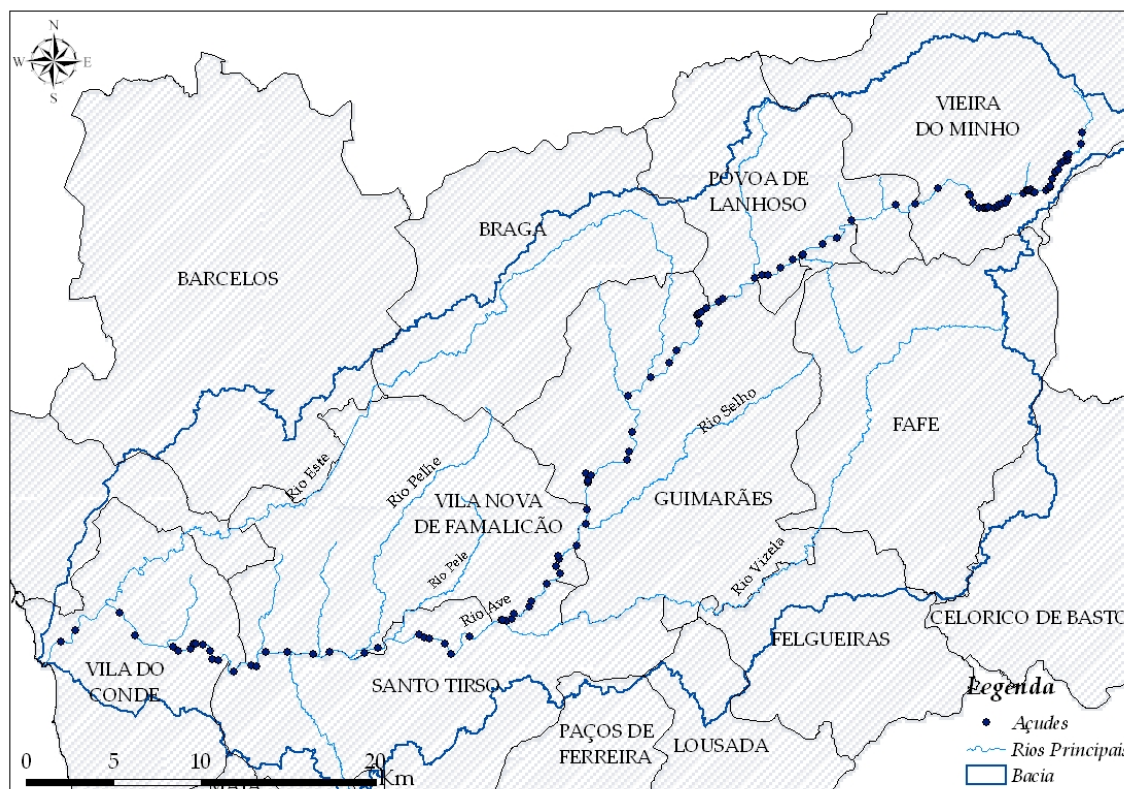 N
W E
S
VIEIRA
DO MINHO
PÓVOA DE
LANHOSO
BRAGA
BARCELOS
Rio Selho
FAFE
Rio Este
Rio Pelhe
VILA NOVA
DE FAMALICÃO
GUIMARÃES
Rio Pele
Rio Vizela
Rio Ave
CELORICO DE BASTO
FELGUEIRAS
VILA DO
CONDE
SANTO TIRSO
PAÇOS DE
FERREIRA
LOUSADA
Legenda
Açudes
Rios Principais
Bacia
0 5 10 20
Km
MAIA